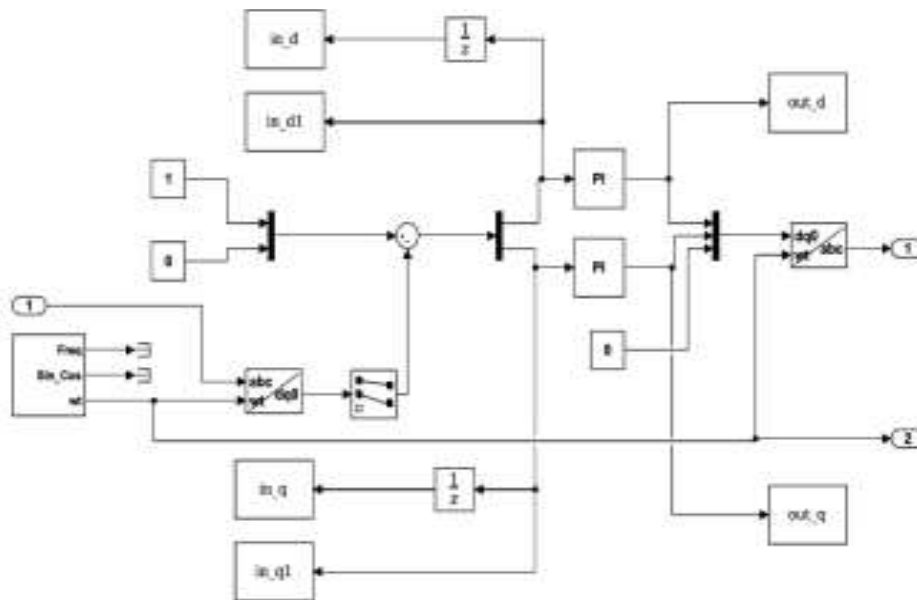 in_d
1
z
in_d1
out_d
1
PI
0
PI
dq0
wt
abc
1
1
0
Freq
Sin_Cos
wt
abc
wt
dq0
2
in_q
1
z
out_q
in_q1